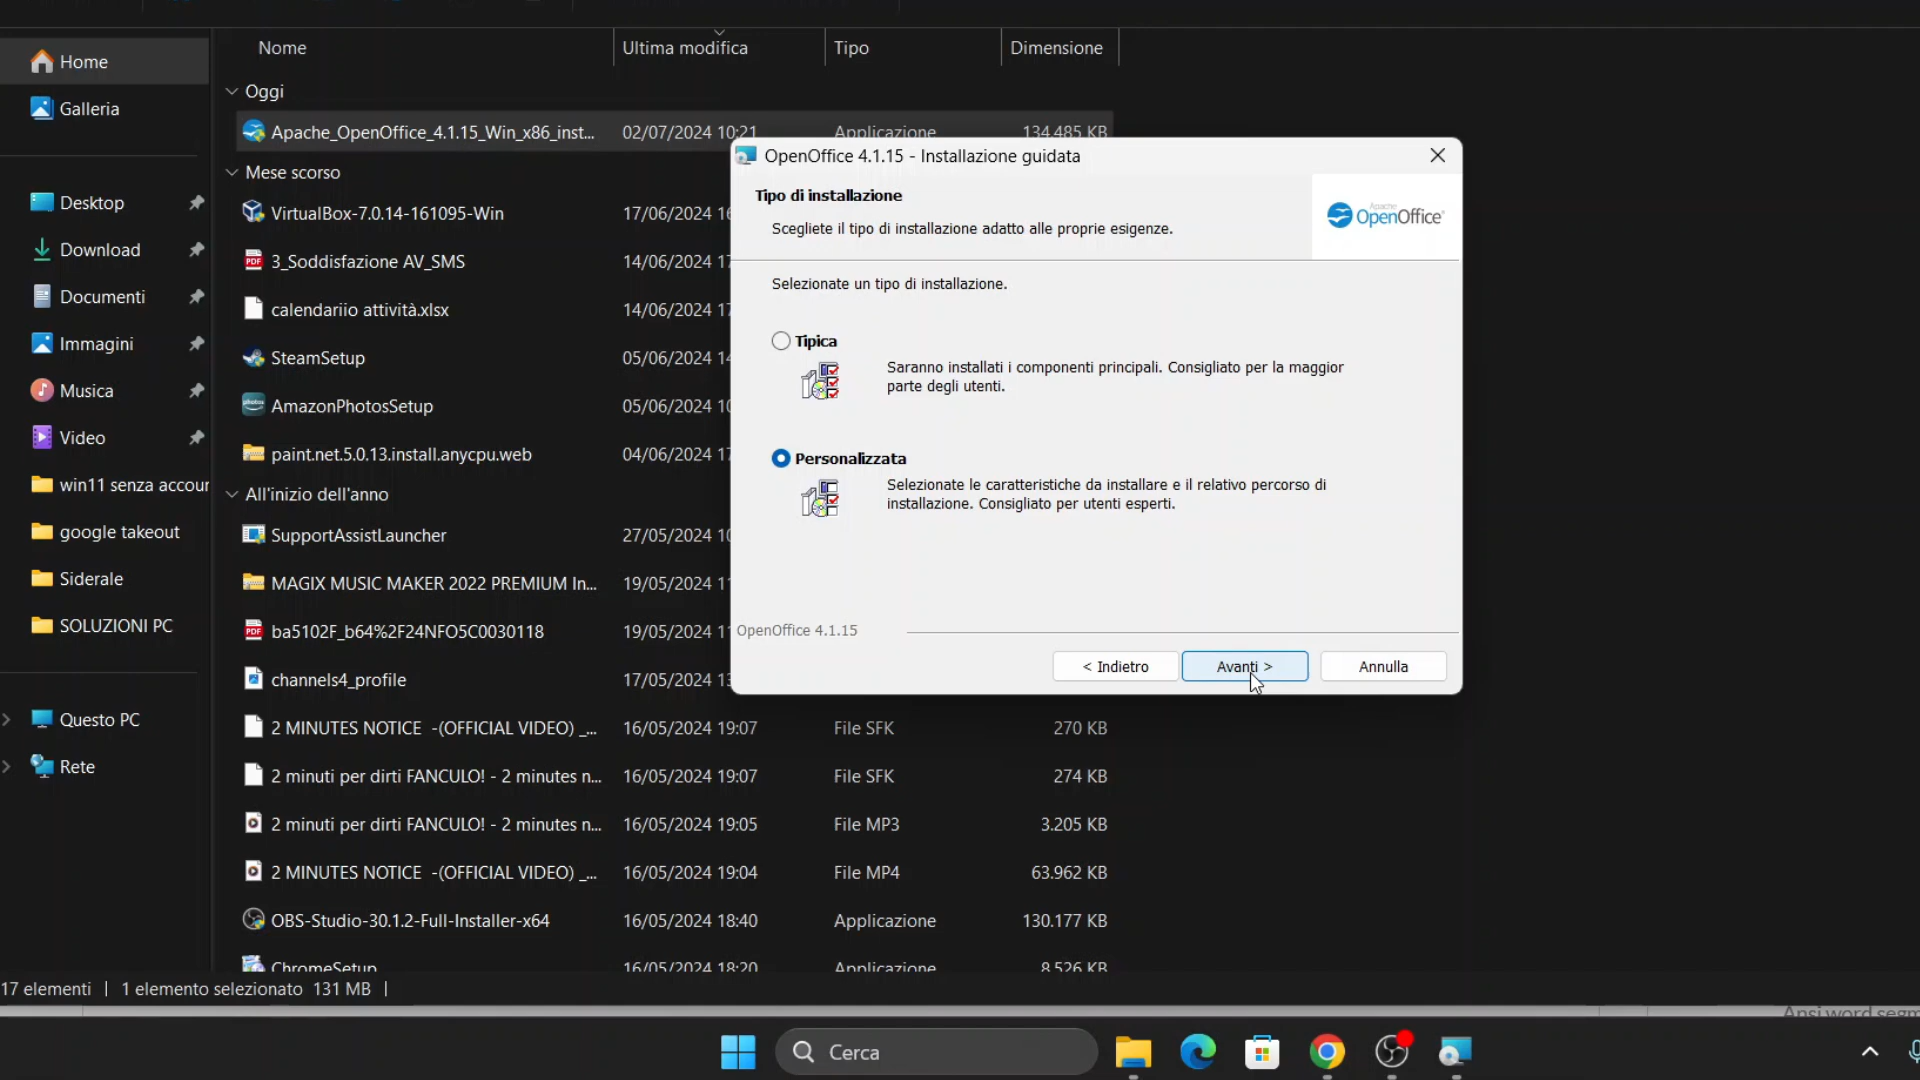 Nome Ultima modifica Tipo Dimensione
Home
Galleria
Desktop
Download
Documenti
Immagini
Musica
Video
win11 senza accour
google takeout
Siderale
SOLUZIONI PC
Questo PC
Rete
Oggi
Apache_OpenOffice_4.1.15_Win_x86_inst... 02/07/2024 10:21 Applicazione 134.485 KB
Mese scorso
VirtualBox-7.0.14-161095-Win 17/06/2024 16
3_Soddisfazione AV_SMS 14/06/2024 17
calendariio attività.xlsx 14/06/2024 17
SteamSetup 05/06/2024 14
AmazonPhotosSetup 05/06/2024 10
paint.net.5.0.13.install.anycpu.web 04/06/2024 17
All'inizio dell'anno
SupportAssistLauncher 27/05/2024 10
MAGIX MUSIC MAKER 2022 PREMIUM In... 19/05/2024 11
ba5102F_b64%2F24NFO5C0030118 19/05/2024 11
channels4_profile 17/05/2024 13
2 MINUTES NOTICE -(OFFICIAL VIDEO) _... 16/05/2024 19:07 File SFK 270 KB
2 minuti per dirti FANCULO! - 2 minutes n... 16/05/2024 19:07 File SFK 274 KB
2 minuti per dirti FANCULO! - 2 minutes n... 16/05/2024 19:05 File MP3 3.205 KB
2 MINUTES NOTICE -(OFFICIAL VIDEO) _... 16/05/2024 19:04 File MP4 63.962 KB
OBS-Studio-30.1.2-Full-Installer-x64 16/05/2024 18:40 Applicazione 130.177 KB
ChromeSetup 16/05/2024 18:20 Applicazione 8.526 KB
OpenOffice 4.1.15 - Installazione guidata
Tipo di installazione
Scegliete il tipo di installazione adatto alle proprie esigenze.
Apache
OpenOffice
Selezionate un tipo di installazione.
Tipica
Saranno installati i componenti principali. Consigliato per la maggior
parte degli utenti.
Personalizzata
Selezionate le caratteristiche da installare e il relativo percorso di
installazione. Consigliato per utenti esperti.
OpenOffice 4.1.15
< Indietro Avanti > Annulla
17 elementi | 1 elemento selezionato 131 MB |
Cerca